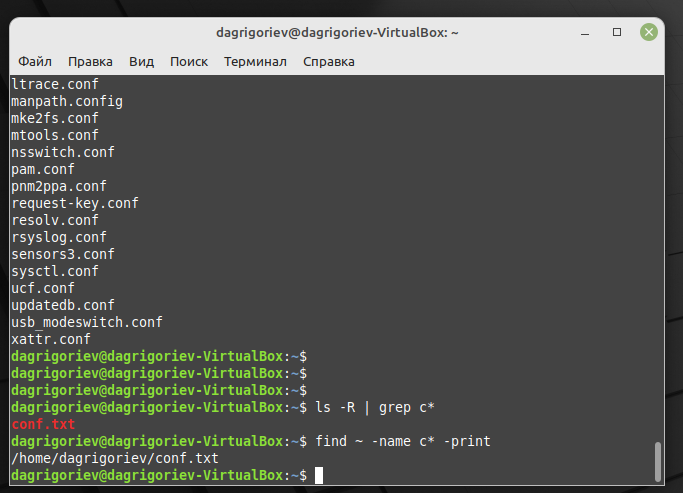 dagrigoriev@dagrigoriev-VirtualBox: ~
Файл Правка Вид Поиск Терминал Справка
ltrace.conf
manpath.config
mke2fs.conf
mtools.conf
nsswitch.conf
pam.conf
pnm2ppa.conf
request-key.conf
resolv.conf
rsyslog.conf
sensors3.conf
sysctl.conf
ucf.conf
updatedb.conf
usb_modeswitch.conf
xattr.conf
dagrigoriev@dagrigoriev-VirtualBox:~$
dagrigoriev@dagrigoriev-VirtualBox:~$
dagrigoriev@dagrigoriev-VirtualBox:~$
dagrigoriev@dagrigoriev-VirtualBox:~$ ls -R | grep c*
conf.txt
dagrigoriev@dagrigoriev-VirtualBox:~$ find ~ -name c* -print
/home/dagrigoriev/conf.txt
dagrigoriev@dagrigoriev-VirtualBox:~$